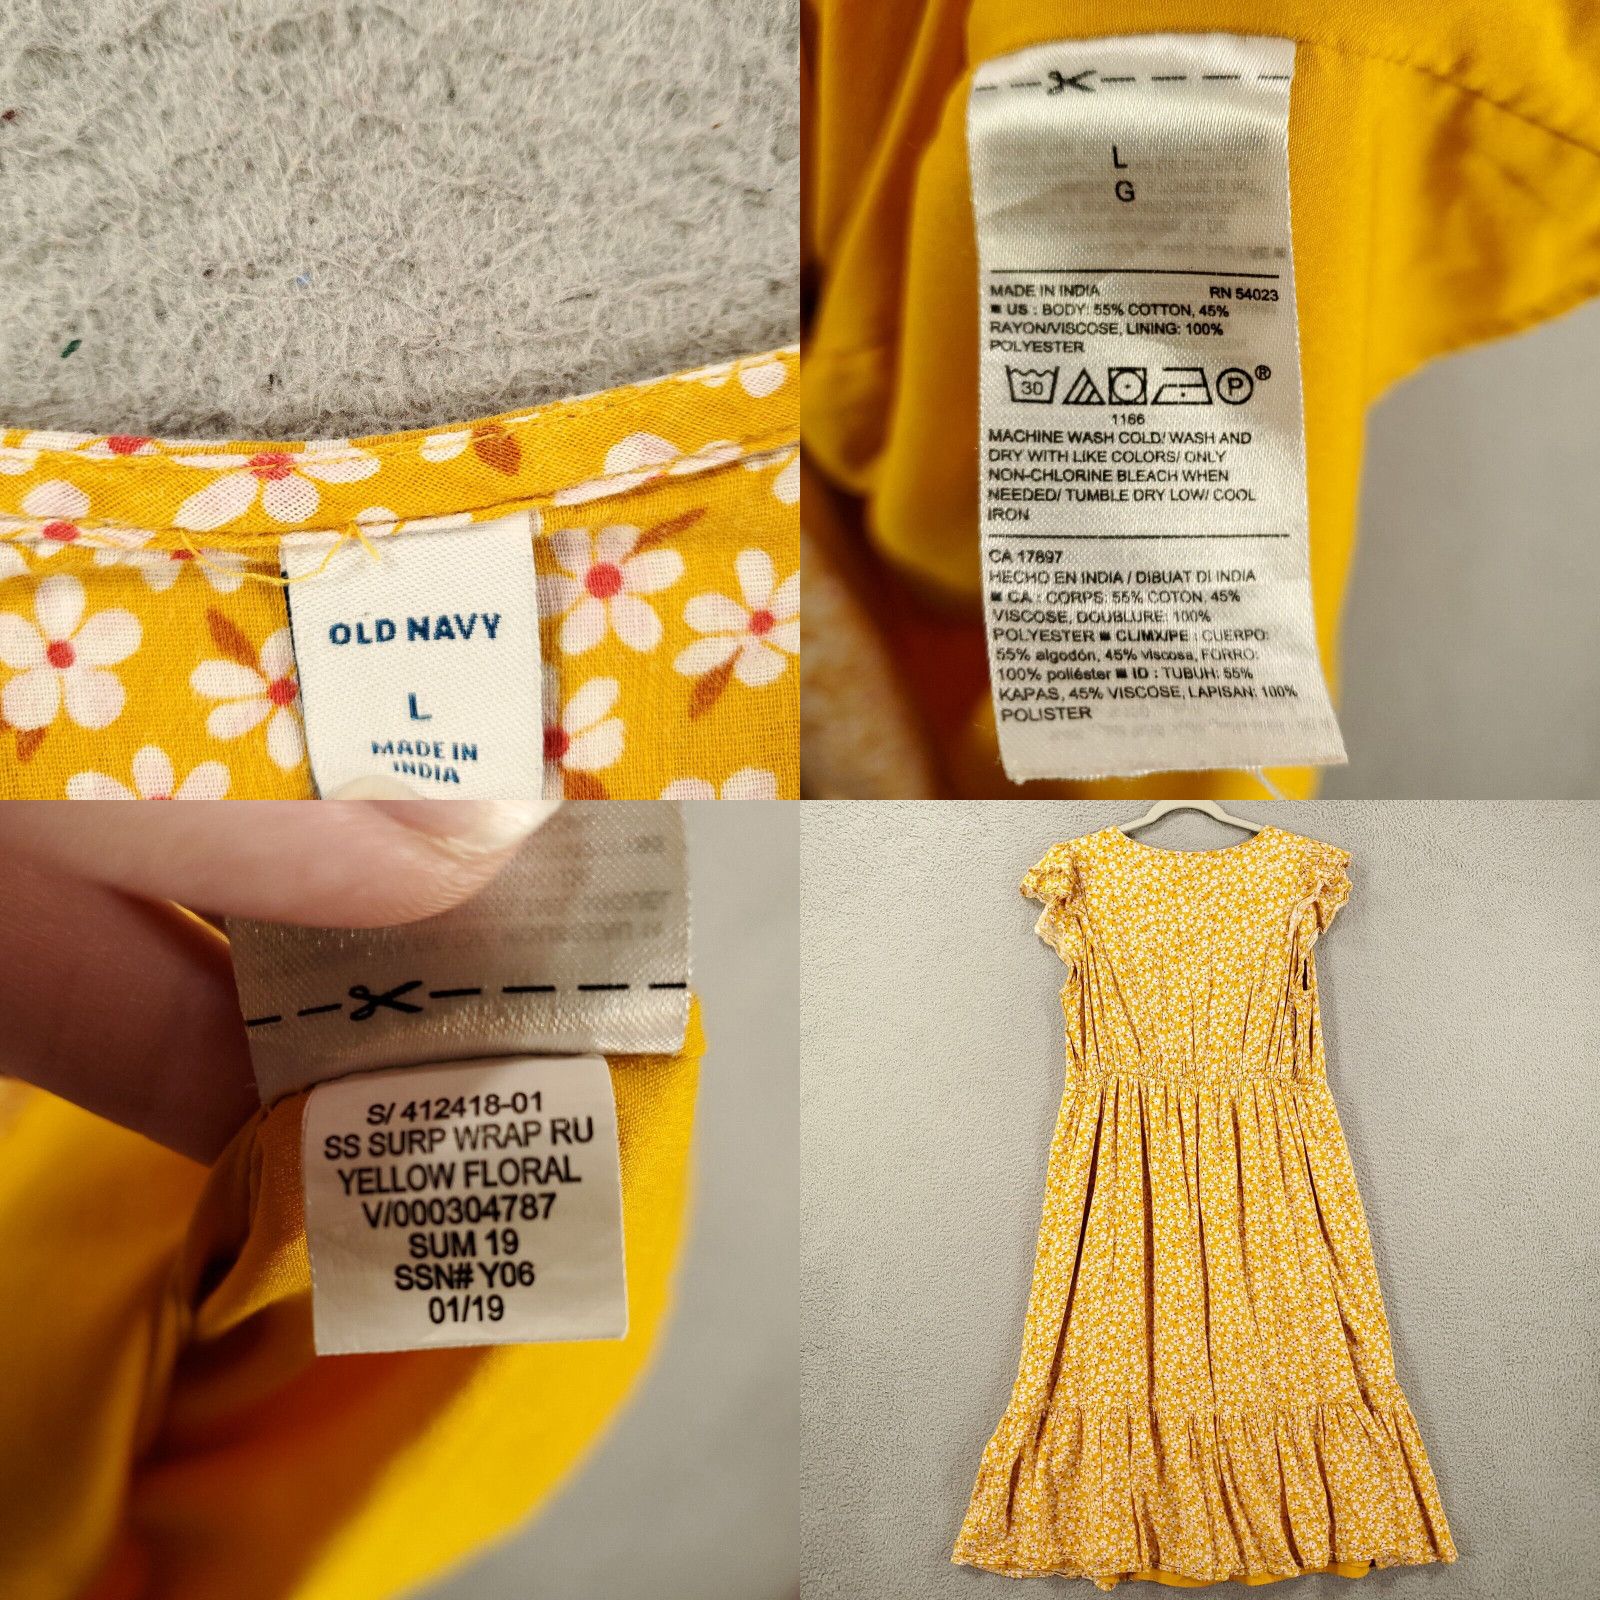 OLD NAVY
L
MADE IN
INDIA
L
G
MADE IN INDIA RN 54023
■ US : BODY: 55% COTTON, 45%
RAYON/VISCOSE, LINING: 100%
POLYESTER
30 P®
1166
MACHINE WASH COLD/ WASH AND
DRY WITH LIKE COLORS/ ONLY
NON-CHLORINE BLEACH WHEN
NEEDED/ TUMBLE DRY LOW/ COOL
IRON
CA 17897
HECHO EN INDIA / DIBUAT DI INDIA
■ CA : CORPS: 55% COTON, 45%
VISCOSE, DOUBLURE: 100%
POLYESTER ■ CL/MX/PE : CUERPO:
55% algodón, 45% viscosa, FORRO:
100% poliéster ■ ID : TUBUH: 55%
KAPAS, 45% VISCOSE, LAPISAN: 100%
POLISTER
S/ 412418-01
SS SURP WRAP RU
YELLOW FLORAL
V/000304787
SUM 19
SSN# Y06
01/19